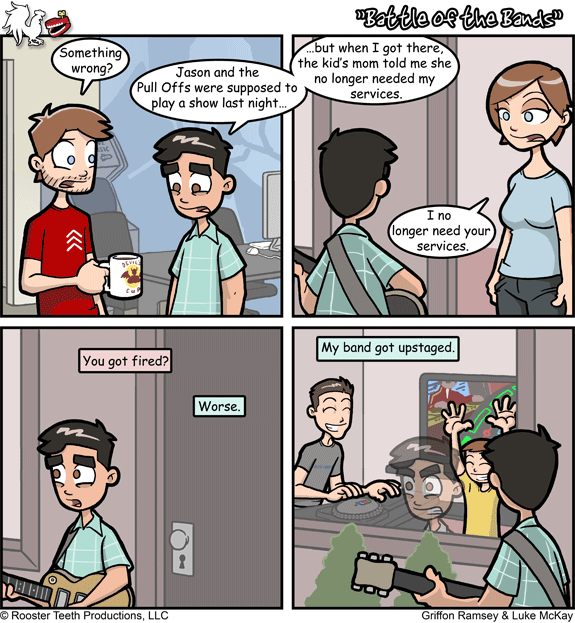 "Battle of the Bands"
Something
wrong?
Jason and the
Pull Offs were supposed to
play a show last night...
...but when I got there,
the kid's mom told me she
no longer needed my
services.
I no
longer need your
services.
You got fired?
Worse.
My band got upstaged.
© Rooster Teeth Productions, LLC
Griffon Ramsey & Luke McKay